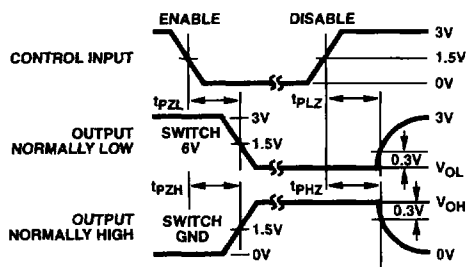 ENABLE DISABLE
CONTROL INPUT
3V
1.5V
0V
tPZL tPLZ
OUTPUT
NORMALLY LOW
SWITCH
6V
3V
1.5V
3V
0.3V
VOL
tPZH tPHZ
OUTPUT
NORMALLY HIGH
SWITCH
GND
1.5V
0V
VOH
0.3V
0V